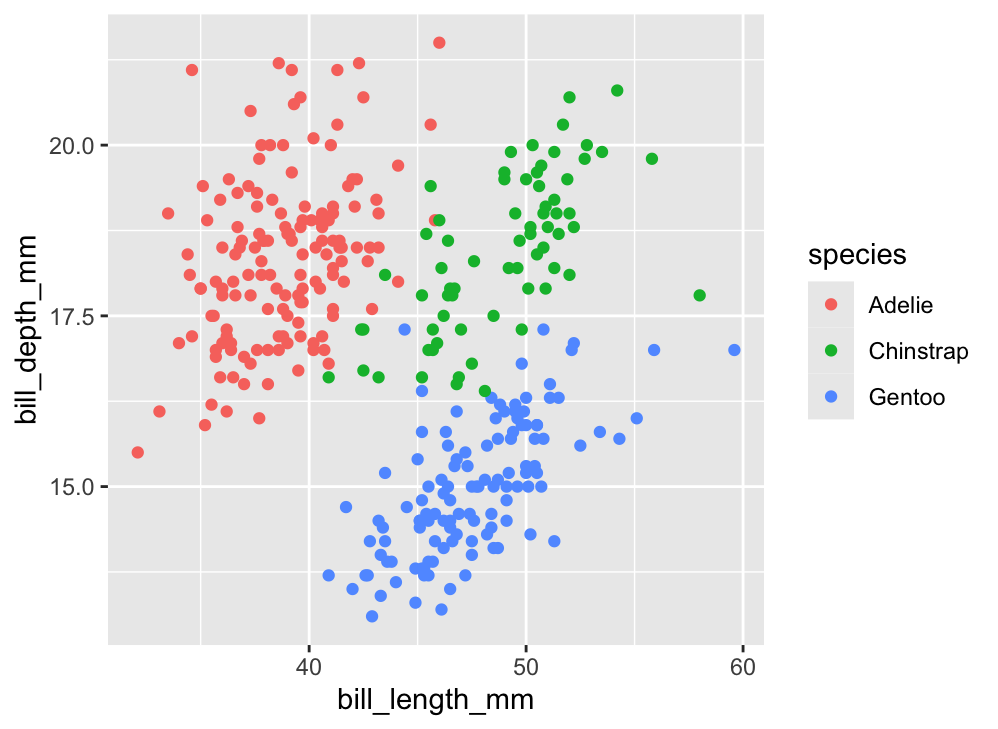 20.0
17.5
15.0
bill_depth_mm
40
50
60
bill_length_mm
species
Adelie
Chinstrap
Gentoo